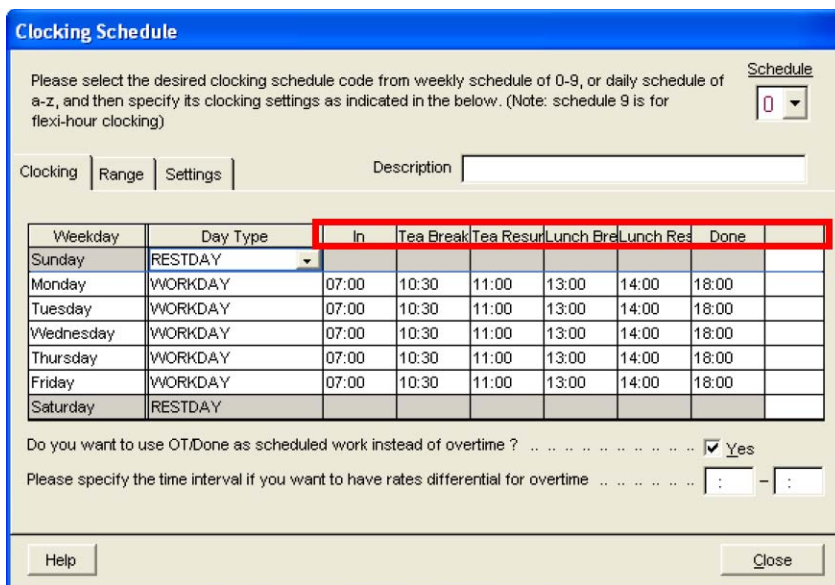 Clocking Schedule
Please select the desired clocking schedule code from weekly schedule of 0-9, or daily schedule of
a-z, and then specify its clocking settings as indicated in the below. (Note: schedule 9 is for
flexi-hour clocking)
Schedule
0
Clocking Range Settings Description
Weekday Day Type In Tea Break Tea Resur Lunch Bre Lunch Res Done
Sunday RESTDAY
Monday WORKDAY 07:00 10:30 11:00 13:00 14:00 18:00
Tuesday WORKDAY 07:00 10:30 11:00 13:00 14:00 18:00
Wednesday WORKDAY 07:00 10:30 11:00 13:00 14:00 18:00
Thursday WORKDAY 07:00 10:30 11:00 13:00 14:00 18:00
Friday WORKDAY 07:00 10:30 11:00 13:00 14:00 18:00
Saturday RESTDAY
Do you want to use OT/Done as scheduled work instead of overtime ? .. .. .. .. .. .. .. .. .. .. Yes
Please specify the time interval if you want to have rates differential for overtime .. .. .. .. .. .. : – :
Help Close